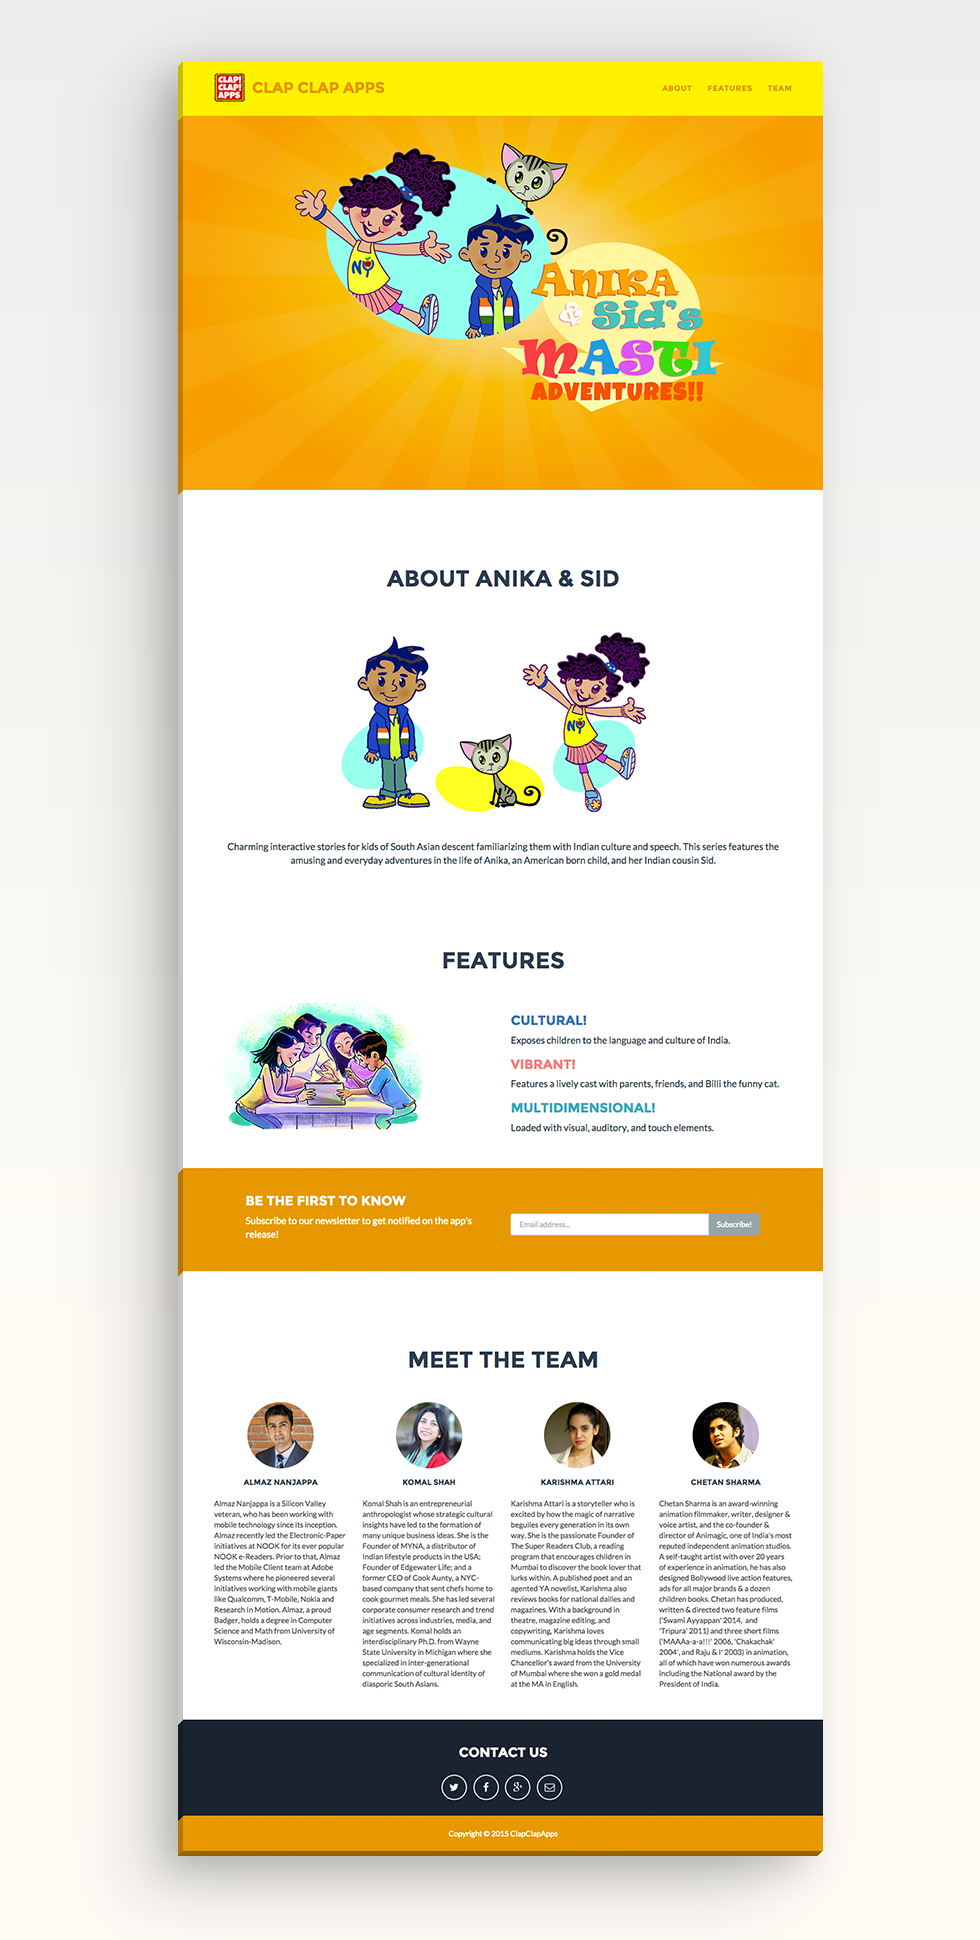 CLAP!
CLAP!
APPS
CLAP CLAP APPS
ABOUT FEATURES TEAM
NY
ANIKA
& Sid's
MASTI
ADVENTURES!!
ABOUT ANIKA & SID
NY
Charming interactive stories for kids of South Asian descent familiarizing them with Indian culture and speech. This series features the
amusing and everyday adventures in the life of Anika, an American born child, and her Indian cousin Sid.
FEATURES
CULTURAL!
Exposes children to the language and culture of India.
VIBRANT!
Features a lively cast with parents, friends, and Billi the funny cat.
MULTIDIMENSIONAL!
Loaded with visual, auditory, and touch elements.
BE THE FIRST TO KNOW
Subscribe to our newsletter to get notified on the app's
release!
Email address...
Subscribe!
MEET THE TEAM
ALMAZ NANJAPPA
Almaz Nanjappa is a Silicon Valley
veteran, who has been working with
mobile technology since its inception.
Almaz recently led the Electronic-Paper
initiatives at NOOK for its ever popular
NOOK e-Readers. Prior to that, Almaz
led the Mobile Client team at Adobe
Systems where he pioneered several
initiatives working with mobile giants
like Qualcomm, T-Mobile, Nokia and
Research In Motion. Almaz, a proud
Badger, holds a degree in Computer
Science and Math from University of
Wisconsin-Madison.
KOMAL SHAH
Komal Shah is an entrepreneurial
anthropologist whose strategic cultural
insights have led to the formation of
many unique business ideas. She is the
Founder of MYNA, a distributor of
Indian lifestyle products in the USA;
Founder of Edgewater Life; and a
former CEO of Cook Aunty, a NYC-
based company that sent chefs home to
cook gourmet meals. She has led several
corporate consumer research and trend
initiatives across industries, media, and
age segments. Komal holds an
interdisciplinary Ph.D. from Wayne
State University in Michigan where she
specialized in inter-generational
communication of cultural identity of
diasporic South Asians.
KARISHMA ATTARI
Karishma Attari is a storyteller who is
excited by how the magic of narrative
beguiles every generation in its own
way. She is the passionate Founder of
The Super Readers Club, a reading
program that encourages children in
Mumbai to discover the book lover that
lurks within. A published poet and an
agented YA novelist, Karishma also
reviews books for national dailies and
magazines. With a background in
theatre, magazine editing, and
copywriting, Karishma loves
communicating big ideas through small
mediums. Karishma holds the Vice
Chancellor's award from the University
of Mumbai where she won a gold medal
at the MA in English.
CHETAN SHARMA
Chetan Sharma is an award-winning
animation filmmaker, writer, designer &
voice artist, and the co-founder &
director of Animagic, one of India's most
reputed independent animation studios.
A self-taught artist with over 20 years
of experience in animation, he has also
designed Bollywood live action features,
ads for all major brands & a dozen
children books. Chetan has produced,
written & directed two feature films
('Swami Ayyappan' 2014, and
'Tripura' 2011) and three short films
('MAAAa-a-a!!!' 2006, 'Chakachak'
2004', and Raju & I' 2003) in animation,
all of which have won numerous awards
including the National award by the
President of India.
CONTACT US
Copyright © 2015 ClapClapApps